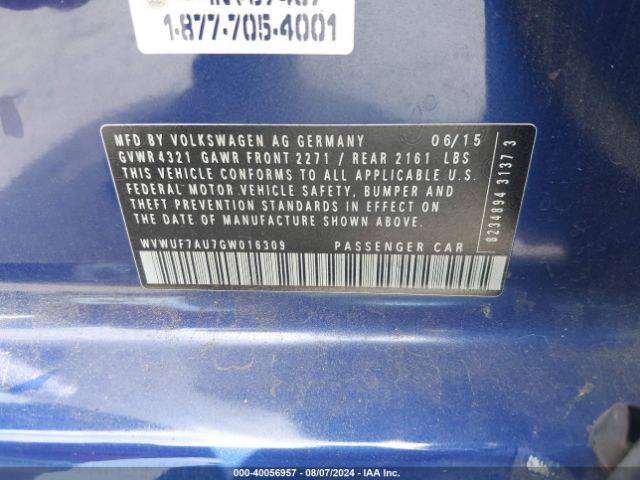 1-877-705-4001
MFD BY VOLKSWAGEN AG GERMANY 06/15
GVWR 4321 GAWR FRONT 2271 / REAR 2161 LBS
THIS VEHICLE CONFORMS TO ALL APPLICABLE U.S.
FEDERAL MOTOR VEHICLE SAFETY, BUMPER AND
THEFT PREVENTION STANDARDS IN EFFECT ON
THE DATE OF MANUFACTURE SHOWN ABOVE.
WVWUF7AU7GW016309 PASSENGER CAR
8234894 3137 3
000-40056957 - 08/07/2024 - IAA Inc.